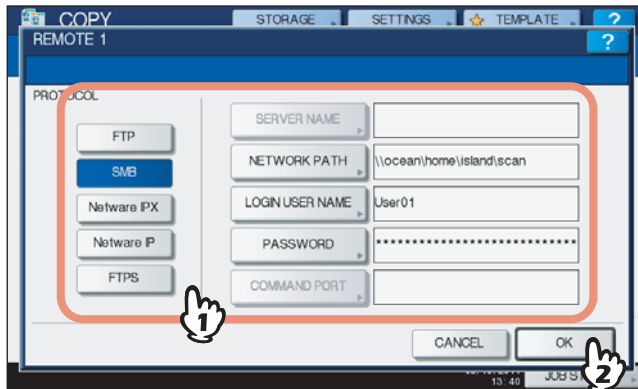 COPY
STORAGE SETTINGS TEMPLATE ?
REMOTE 1 ?
PROTOCOL
FTP
SMB
Netware IPX
Netware IP
FTPS
SERVER NAME
NETWORK PATH \\ocean\home\island\scan
LOGIN USER NAME User01
PASSWORD ****************************
COMMAND PORT
1
CANCEL OK
2
13:40 JOB S